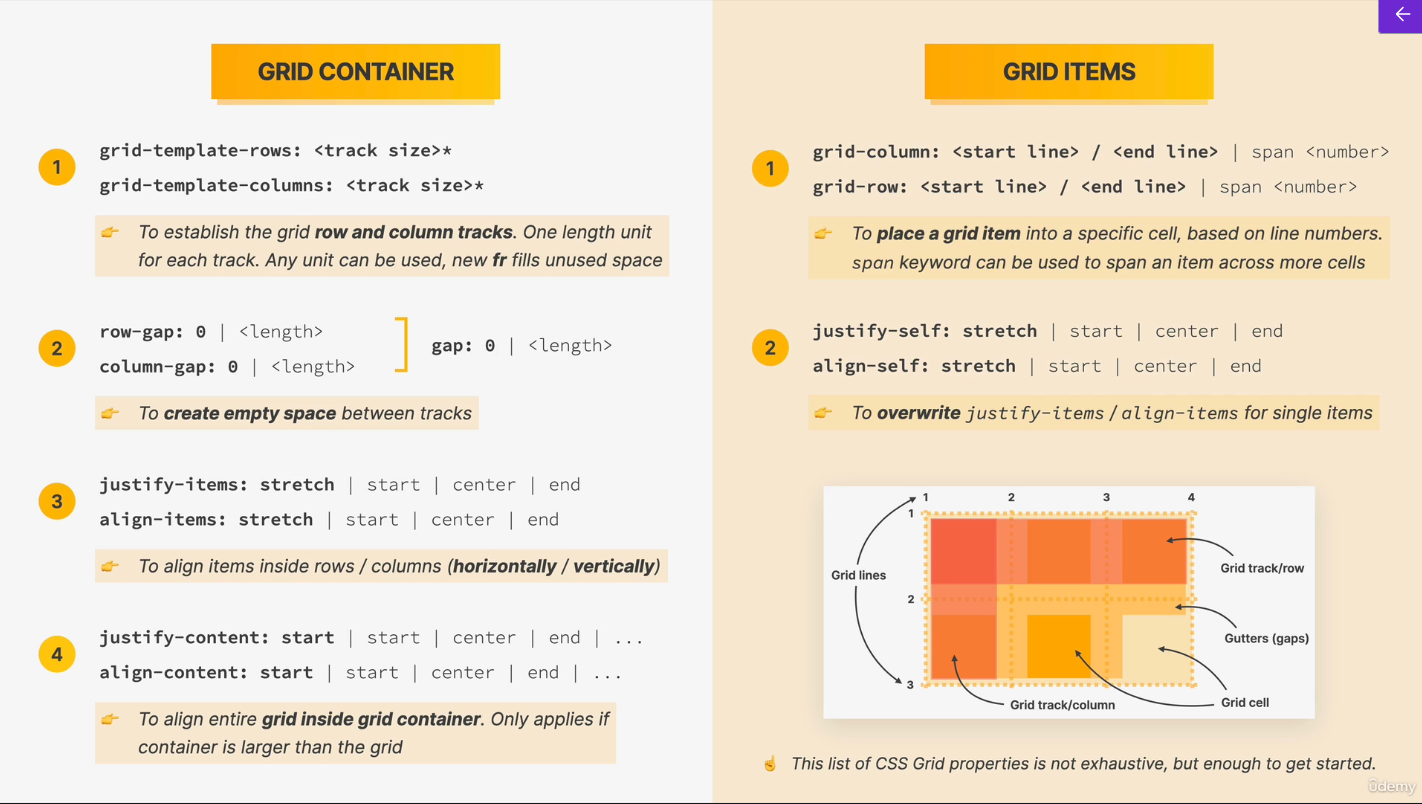 GRID CONTAINER
1
grid-template-rows: <track size>*
grid-template-columns: <track size>*
👉 To establish the grid row and column tracks. One length unit
for each track. Any unit can be used, new fr fills unused space
2
row-gap: 0 | <length>
column-gap: 0 | <length>
gap: 0 | <length>
👉 To create empty space between tracks
3
justify-items: stretch | start | center | end
align-items: stretch | start | center | end
👉 To align items inside rows / columns (horizontally / vertically)
4
justify-content: start | start | center | end | ...
align-content: start | start | center | end | ...
👉 To align entire grid inside grid container. Only applies if
container is larger than the grid
GRID ITEMS
1
grid-column: <start line> / <end line> | span <number>
grid-row: <start line> / <end line> | span <number>
👉 To place a grid item into a specific cell, based on line numbers.
span keyword can be used to span an item across more cells
2
justify-self: stretch | start | center | end
align-self: stretch | start | center | end
👉 To overwrite justify-items / align-items for single items
1 2 3 4
1
Grid track/row
Grid lines
2
Gutters (gaps)
3
Grid track/column
Grid cell
☝️ This list of CSS Grid properties is not exhaustive, but enough to get started.
ûdemy